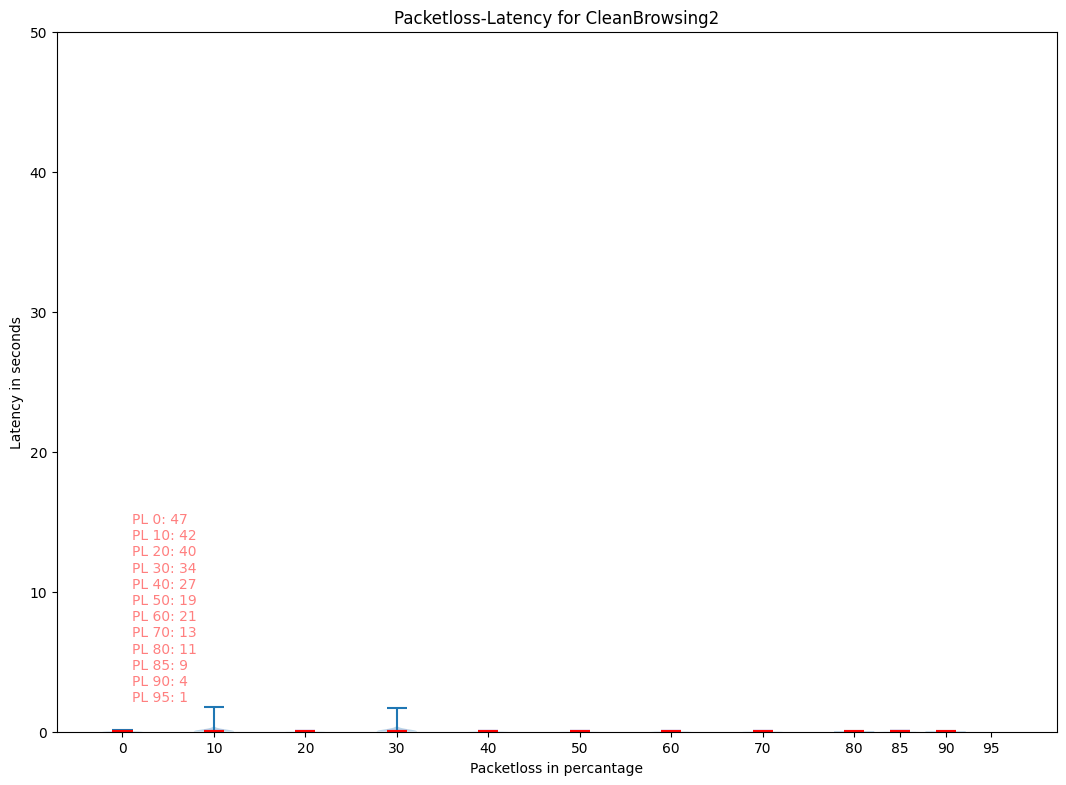 Packetloss-Latency for CleanBrowsing2
50
40
30
20
10
0
Latency in seconds
PL 0: 47
PL 10: 42
PL 20: 40
PL 30: 34
PL 40: 27
PL 50: 19
PL 60: 21
PL 70: 13
PL 80: 11
PL 85: 9
PL 90: 4
PL 95: 1
0 10 20 30 40 50 60 70 80 85 90 95
Packetloss in percantage